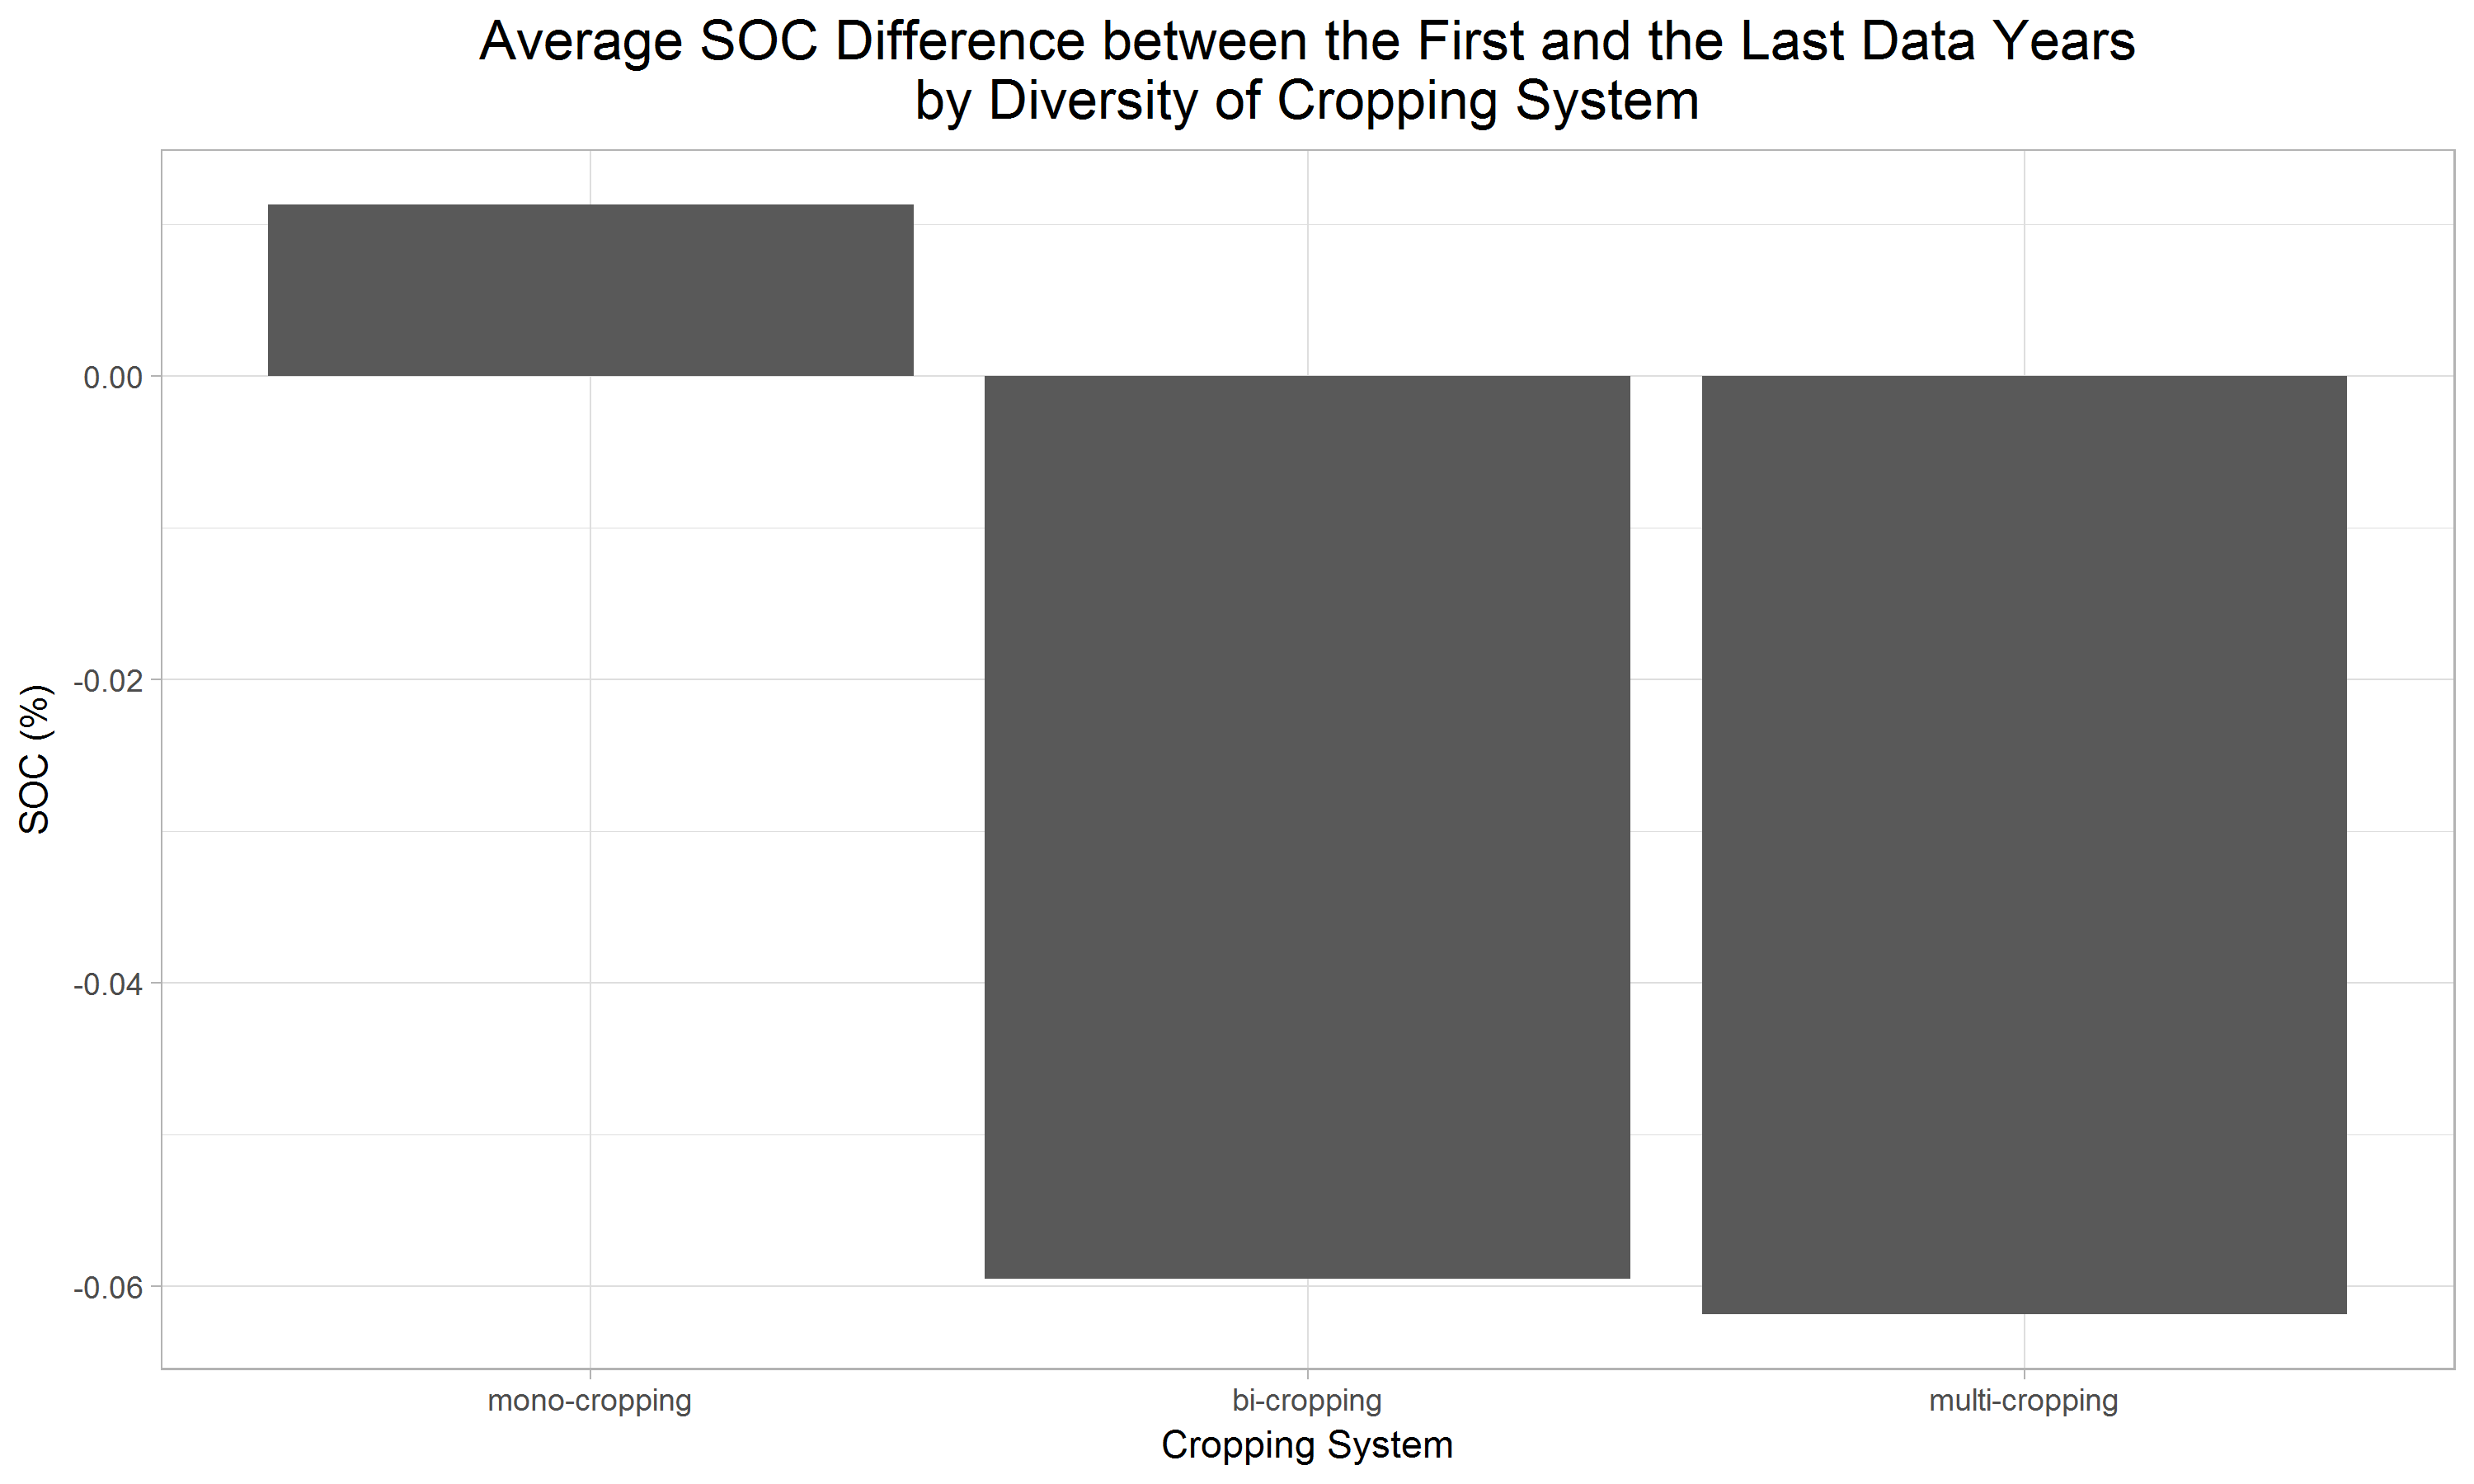 Average SOC Difference between the First and the Last Data Years
by Diversity of Cropping System
SOC (%)
0.00
-0.02
-0.04
-0.06
mono-cropping
bi-cropping
multi-cropping
Cropping System